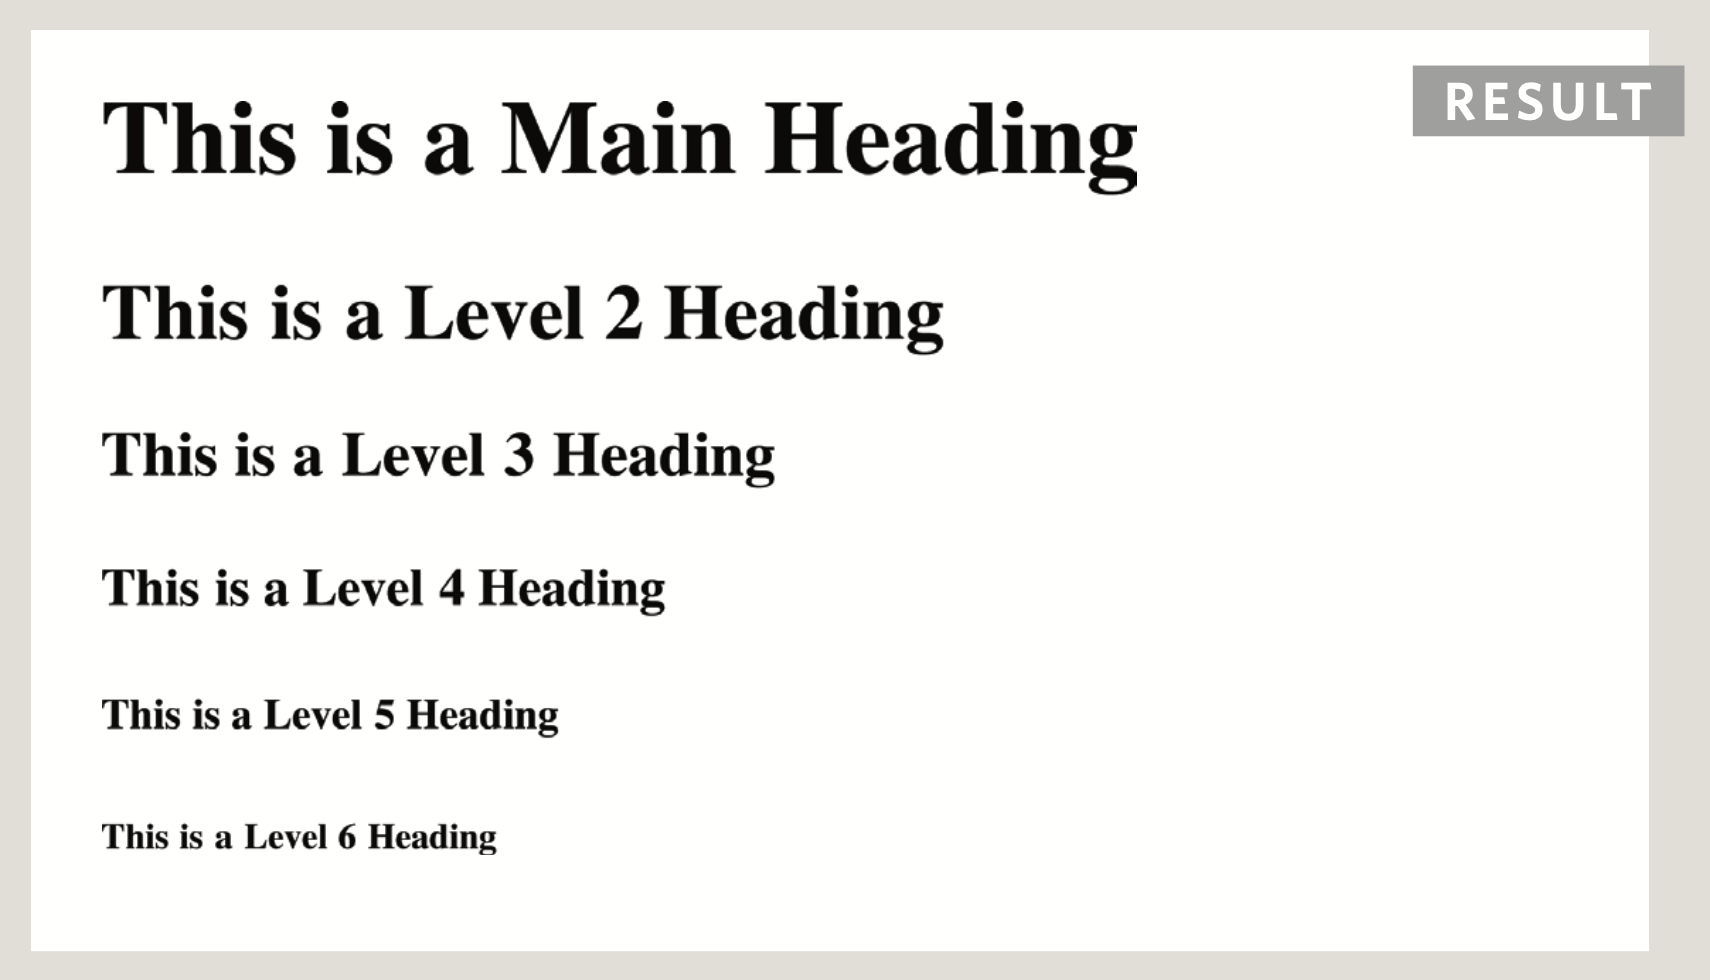 This is a Main Heading
RESULT
This is a Level 2 Heading
This is a Level 3 Heading
This is a Level 4 Heading
This is a Level 5 Heading
This is a Level 6 Heading